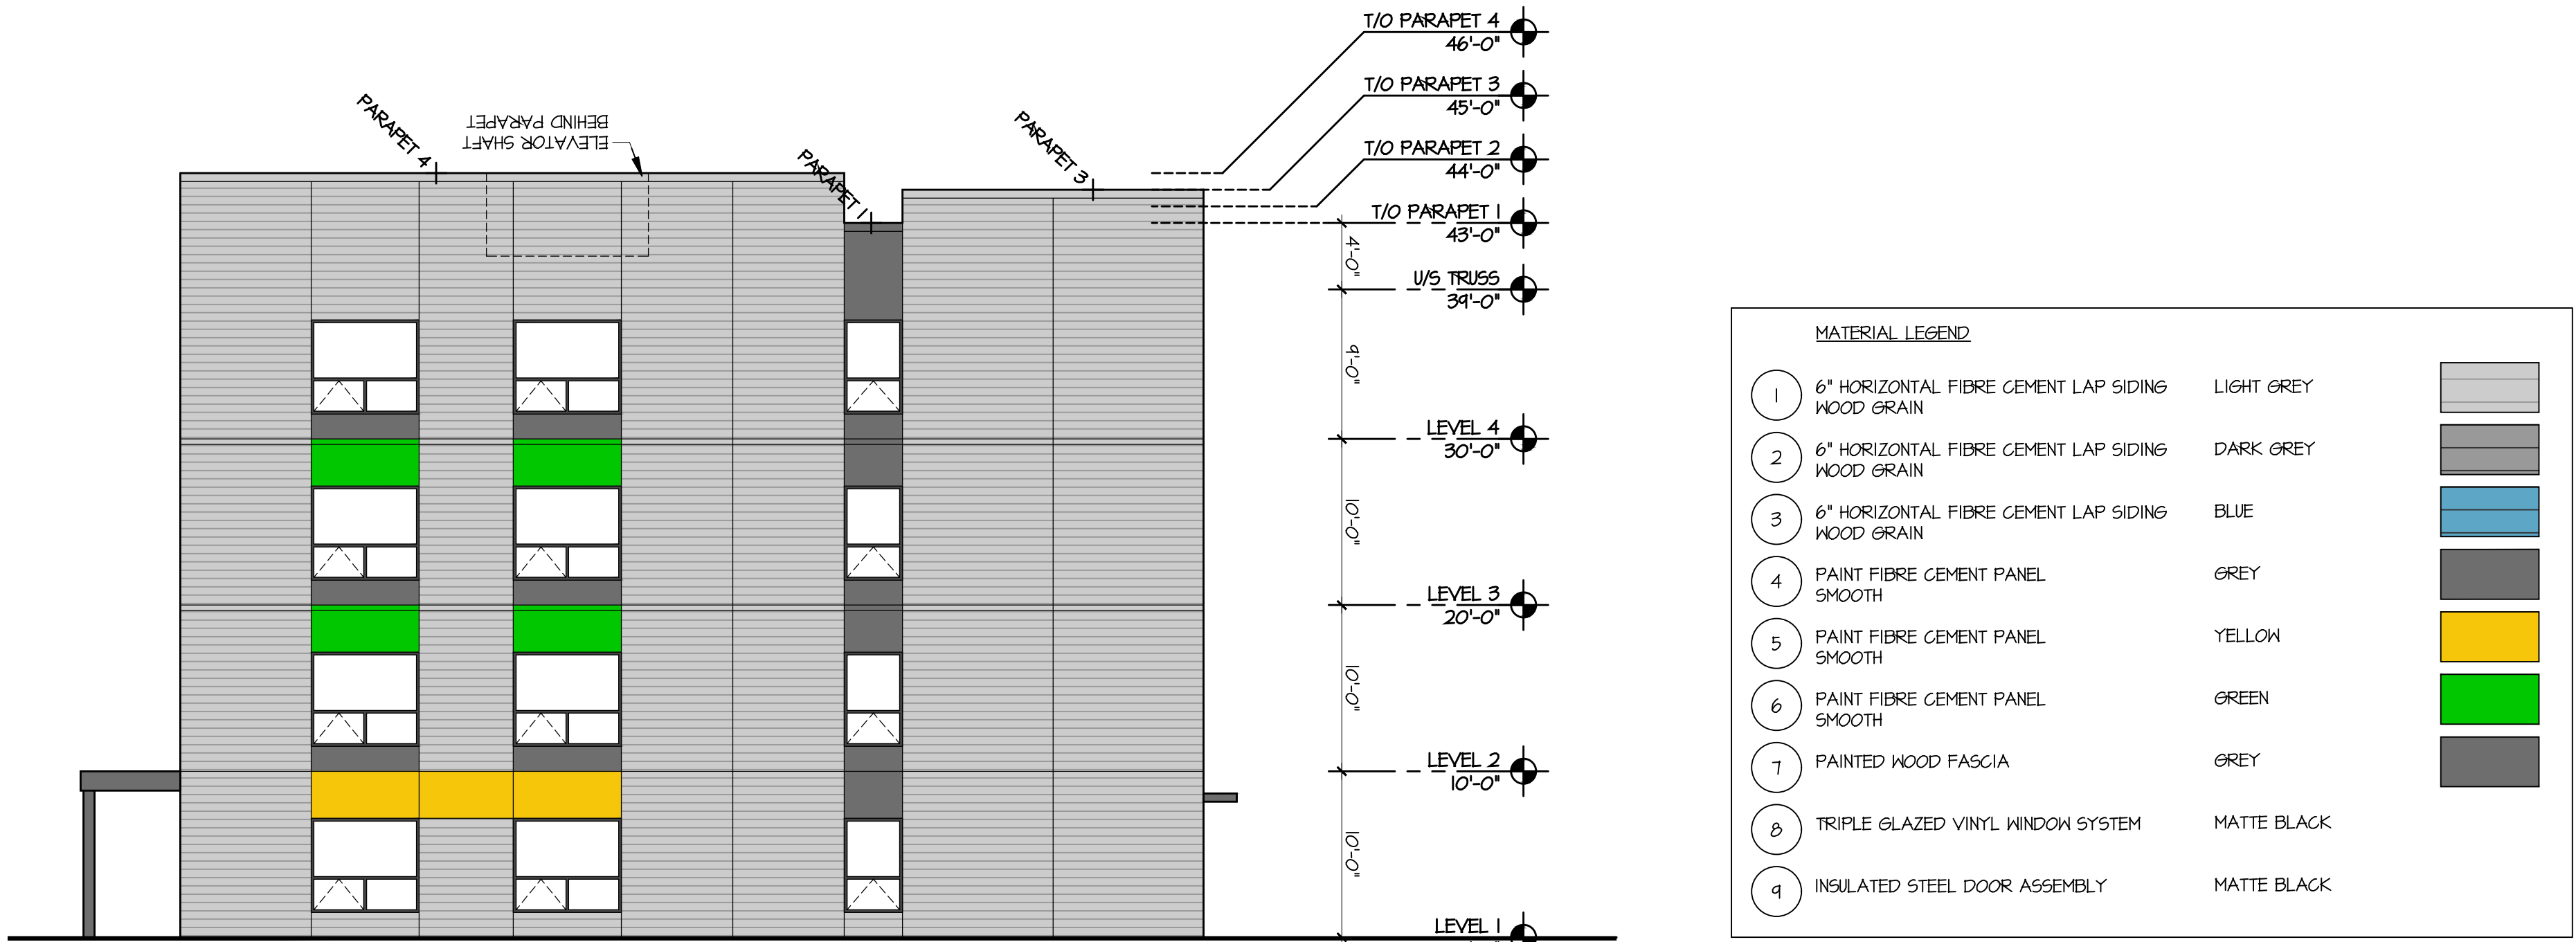 T/O PARAPET 4
46'-0"
T/O PARAPET 3
45'-0"
T/O PARAPET 2
44'-0"
T/O PARAPET 1
43'-0"
U/S TRUSS
39'-0"
LEVEL 4
30'-0"
LEVEL 3
20'-0"
LEVEL 2
10'-0"
LEVEL 1
4'-0"
9'-0"
10'-0"
10'-0"
10'-0"
PARAPET 4
ELEVATOR SHAFT
BEHIND PARAPET
PARAPET 1
PARAPET 3
MATERIAL LEGEND
1 6" HORIZONTAL FIBRE CEMENT LAP SIDING LIGHT GREY
WOOD GRAIN
2 6" HORIZONTAL FIBRE CEMENT LAP SIDING DARK GREY
WOOD GRAIN
3 6" HORIZONTAL FIBRE CEMENT LAP SIDING BLUE
WOOD GRAIN
4 PAINT FIBRE CEMENT PANEL GREY
SMOOTH
5 PAINT FIBRE CEMENT PANEL YELLOW
SMOOTH
6 PAINT FIBRE CEMENT PANEL GREEN
SMOOTH
7 PAINTED WOOD FASCIA GREY
8 TRIPLE GLAZED VINYL WINDOW SYSTEM MATTE BLACK
9 INSULATED STEEL DOOR ASSEMBLY MATTE BLACK